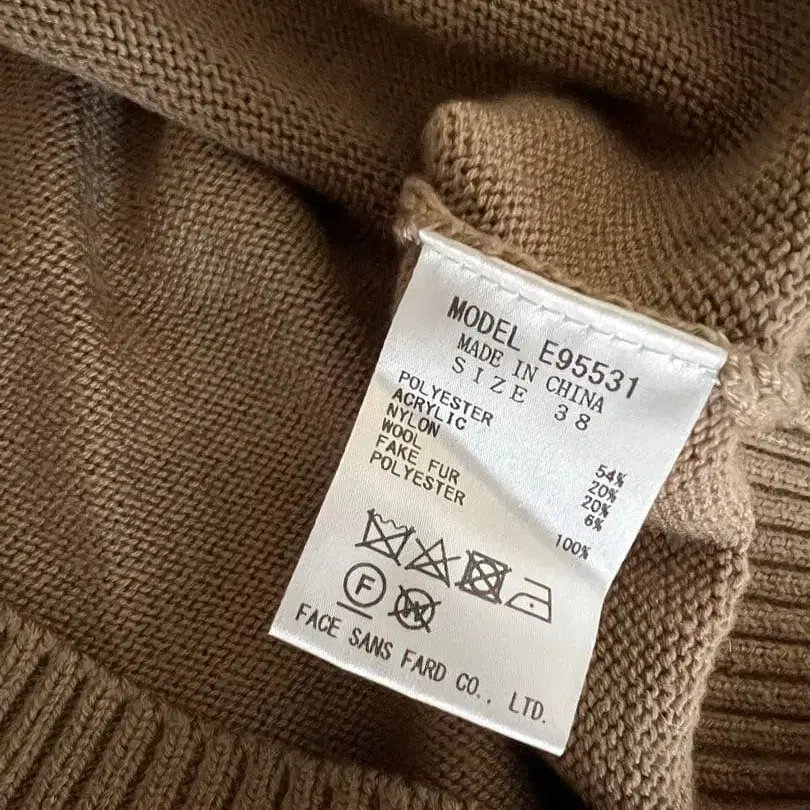 MODEL E95531
MADE IN CHINA
SIZE 38
POLYESTER 54%
ACRYLIC 20%
NYLON 20%
WOOL 6%
FAKE FUR
POLYESTER 100%
F W
FACE SANS FARD CO., LTD.